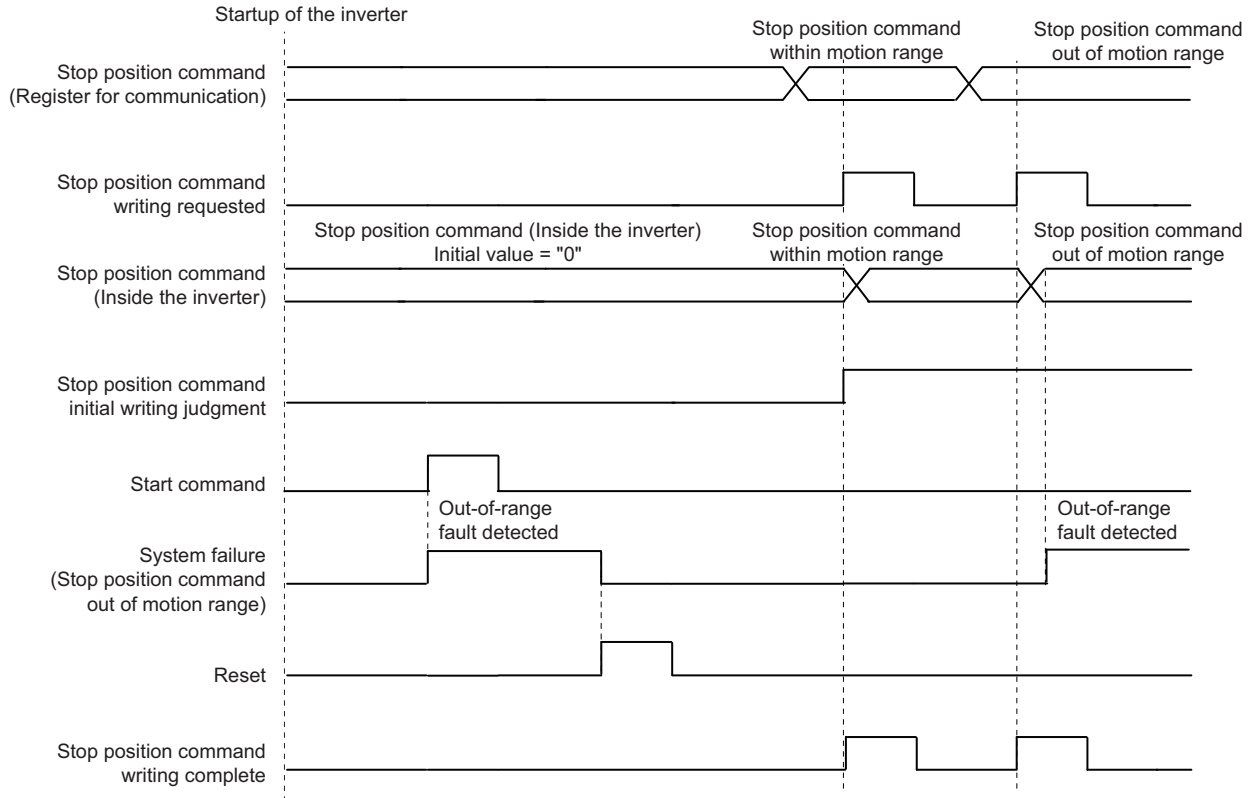 Startup of the inverter
Stop position command
within motion range
Stop position command
out of motion range
Stop position command
(Register for communication)
Stop position command
writing requested
Stop position command (Inside the inverter)
Initial value = "0"
Stop position command
within motion range
Stop position command
out of motion range
Stop position command
(Inside the inverter)
Stop position command
initial writing judgment
Start command
Out-of-range
fault detected
Out-of-range
fault detected
System failure
(Stop position command
out of motion range)
Reset
Stop position command
writing complete